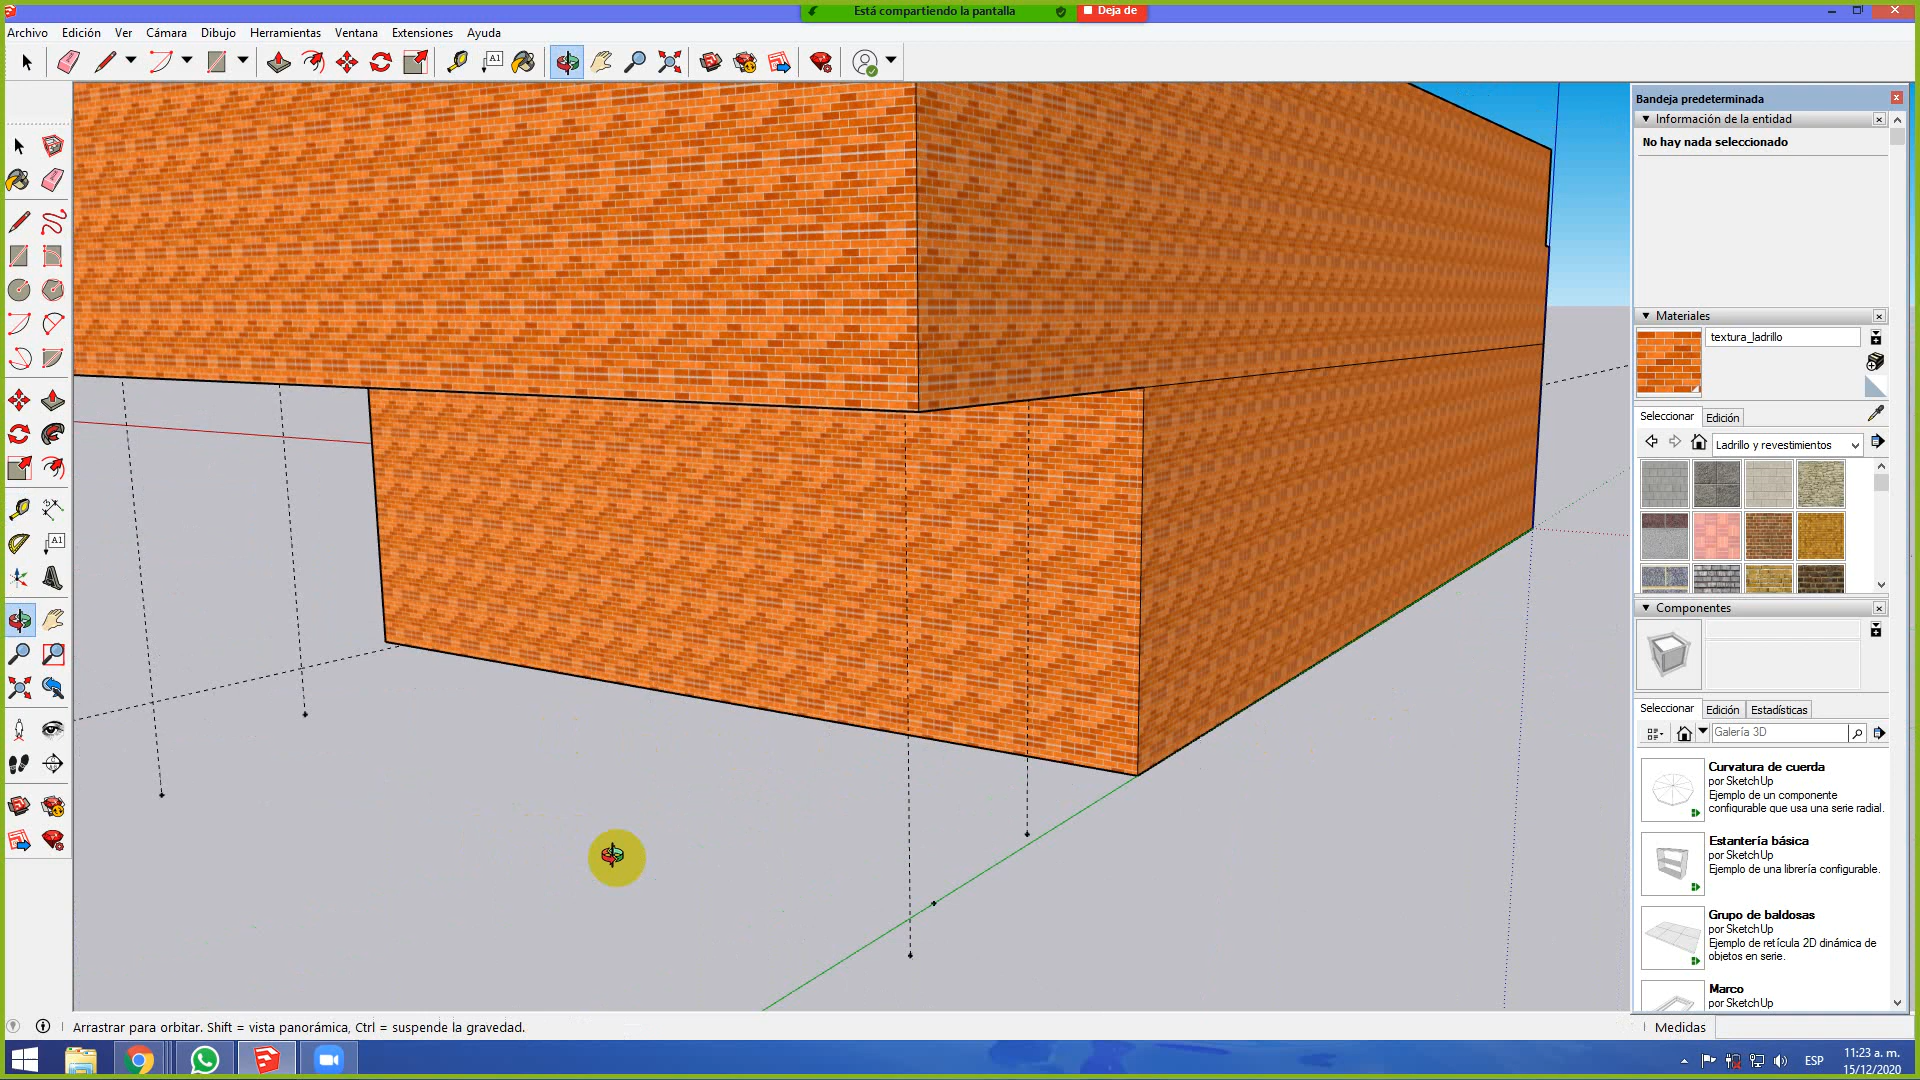 Está compartiendo la pantalla
Deja de
Archivo Edición Ver Cámara Dibujo Herramientas Ventana Extensiones Ayuda
A1
Bandeja predeterminada
Información de la entidad
No hay nada seleccionado
Materiales
textura_ladrillo
Seleccionar Edición
Ladrillo y revestimientos
A1
Componentes
Seleccionar Edición Estadísticas
Galería 3D
Curvatura de cuerda
por SketchUp
Ejemplo de un componente
configurable que usa una serie radial.
Estantería básica
por SketchUp
Ejemplo de una librería configurable.
Grupo de baldosas
por SketchUp
Ejemplo de retícula 2D dinámica de
objetos en serie.
Marco
por SketchUp
Arrastrar para orbitar. Shift = vista panorámica, Ctrl = suspende la gravedad.
Medidas
ESP
11:23 a. m.
15/12/2020